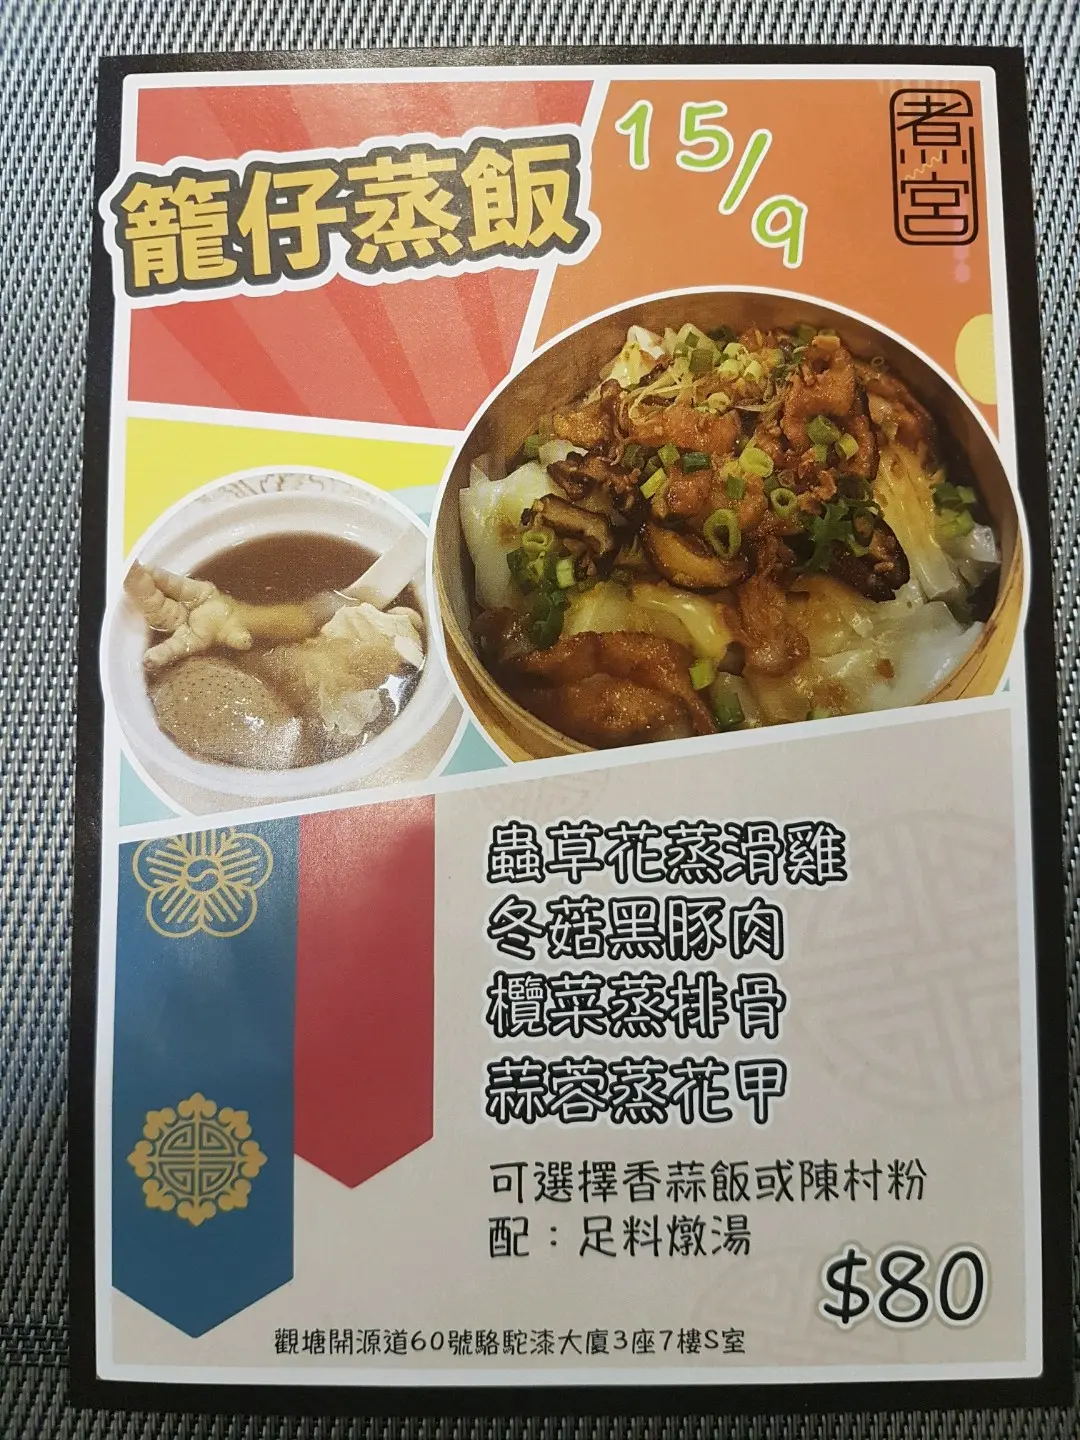 籠仔蒸飯
15/9
煮宮
蟲草花蒸滑雞
冬菇黑豚肉
欖菜蒸排骨
蒜蓉蒸花甲
可選擇香蒜飯或陳村粉
配：足料燉湯
$80
觀塘開源道60號駱駝漆大廈3座7樓S室